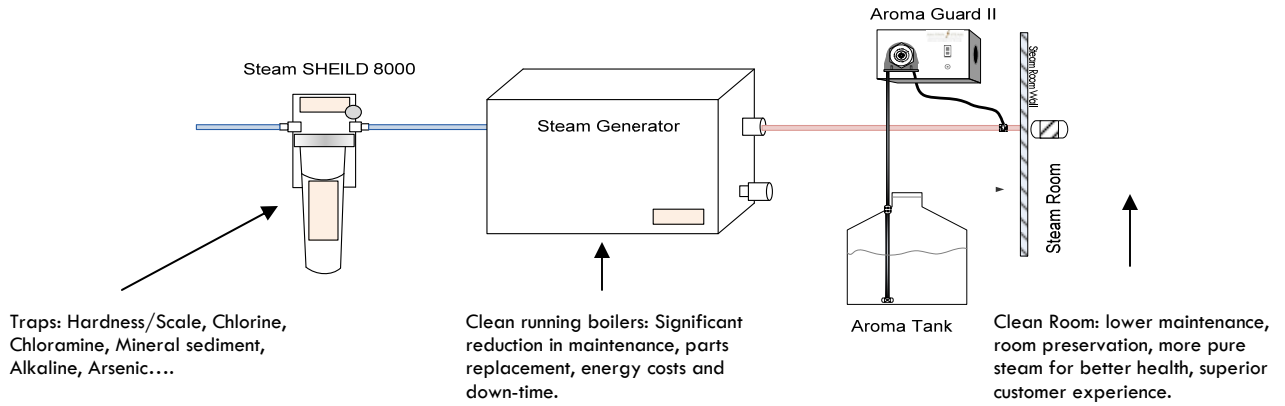 Aroma Guard II
Steam SHEILD 8000
Steam Generator
Steam Room Wall
Steam Room
Aroma Tank
Traps: Hardness/Scale, Chlorine,
Chloramine, Mineral sediment,
Alkaline, Arsenic....
Clean running boilers: Significant
reduction in maintenance, parts
replacement, energy costs and
down-time.
Clean Room: lower maintenance,
room preservation, more pure
steam for better health, superior
customer experience.